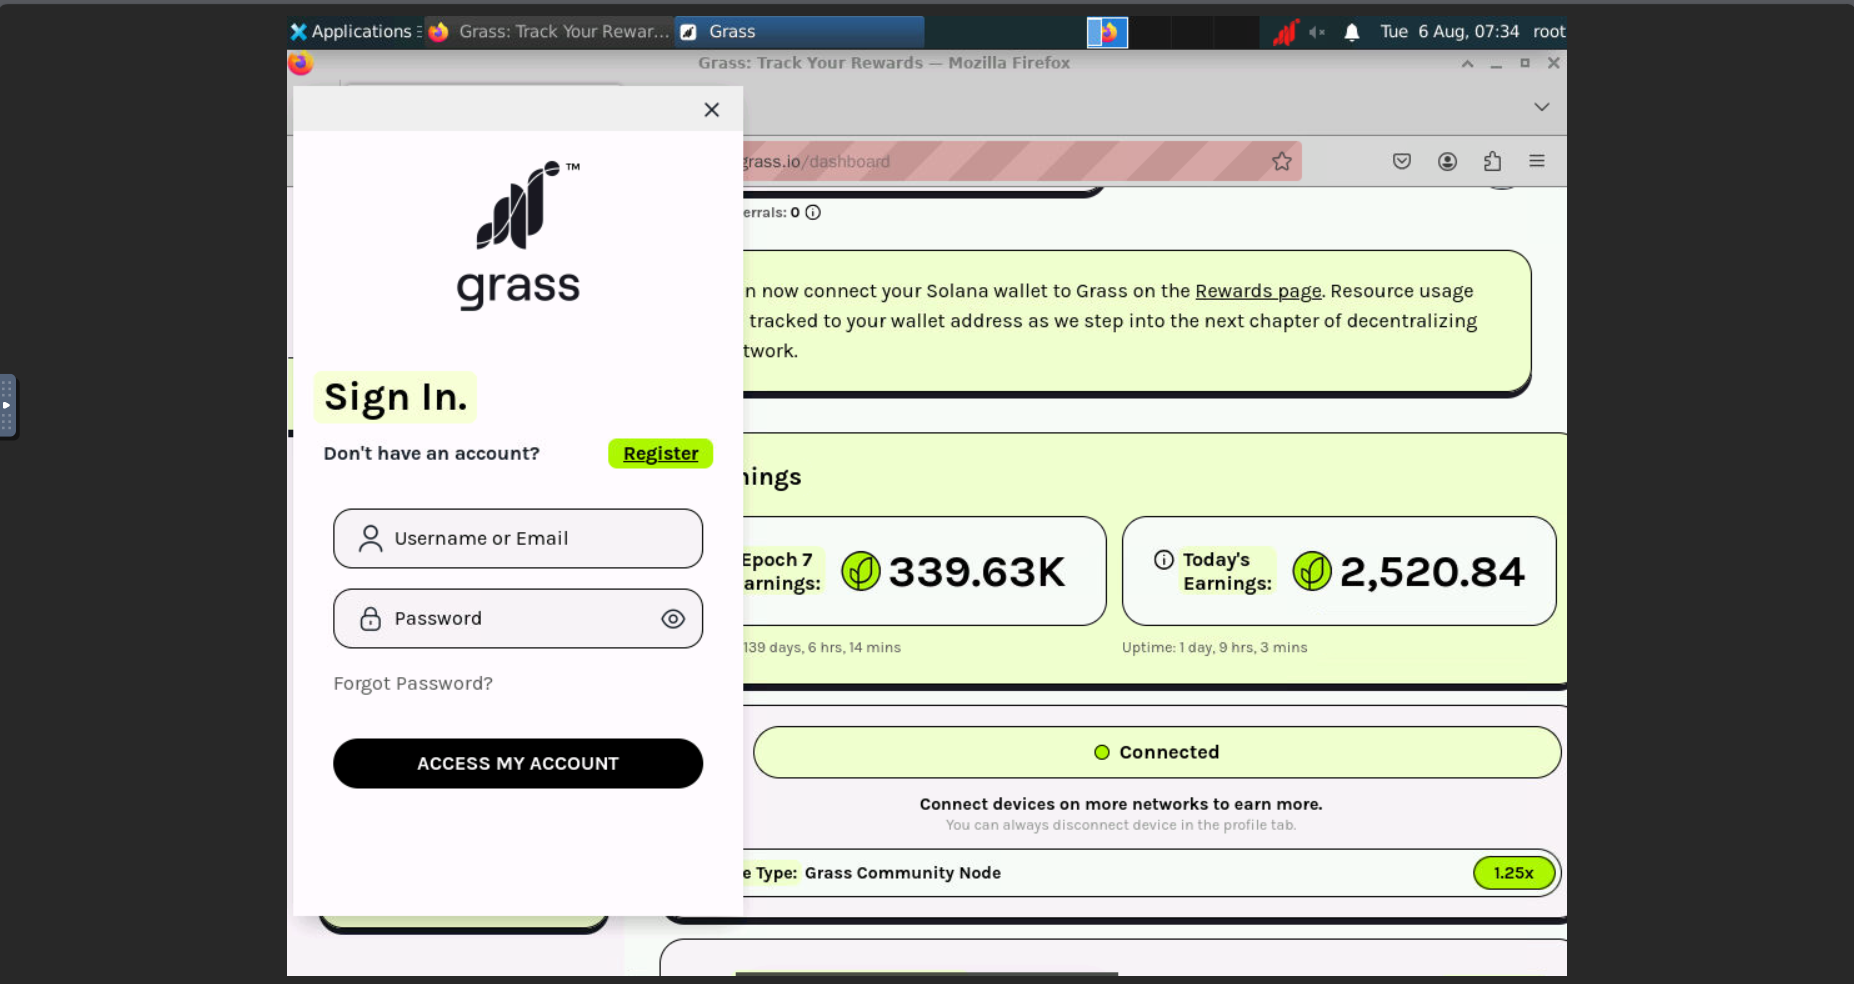 Applications
Grass: Track Your Rewar...
Grass
Tue 6 Aug, 07:34
root
Grass: Track Your Rewards — Mozilla Firefox
grass.io/dashboard
™
grass
Sign In.
Don't have an account?
Register
Username or Email
Password
Forgot Password?
ACCESS MY ACCOUNT
errals: 0
n now connect your Solana wallet to Grass on the Rewards page. Resource usage
tracked to your wallet address as we step into the next chapter of decentralizing
twork.
nings
Epoch 7
arnings:
339.63K
139 days, 6 hrs, 14 mins
Today's
Earnings:
2,520.84
Uptime: 1 day, 9 hrs, 3 mins
Connected
Connect devices on more networks to earn more.
You can always disconnect device in the profile tab.
e Type: Grass Community Node
1.25x